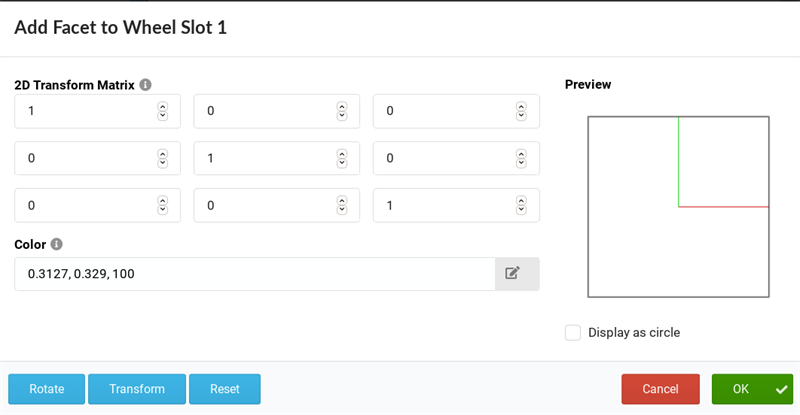 Add Facet to Wheel Slot 1
2D Transform Matrix
Preview
1 0 0
0 1 0
0 0 1
Color
0.3127, 0.329, 100
Display as circle
Rotate Transform Reset Cancel OK